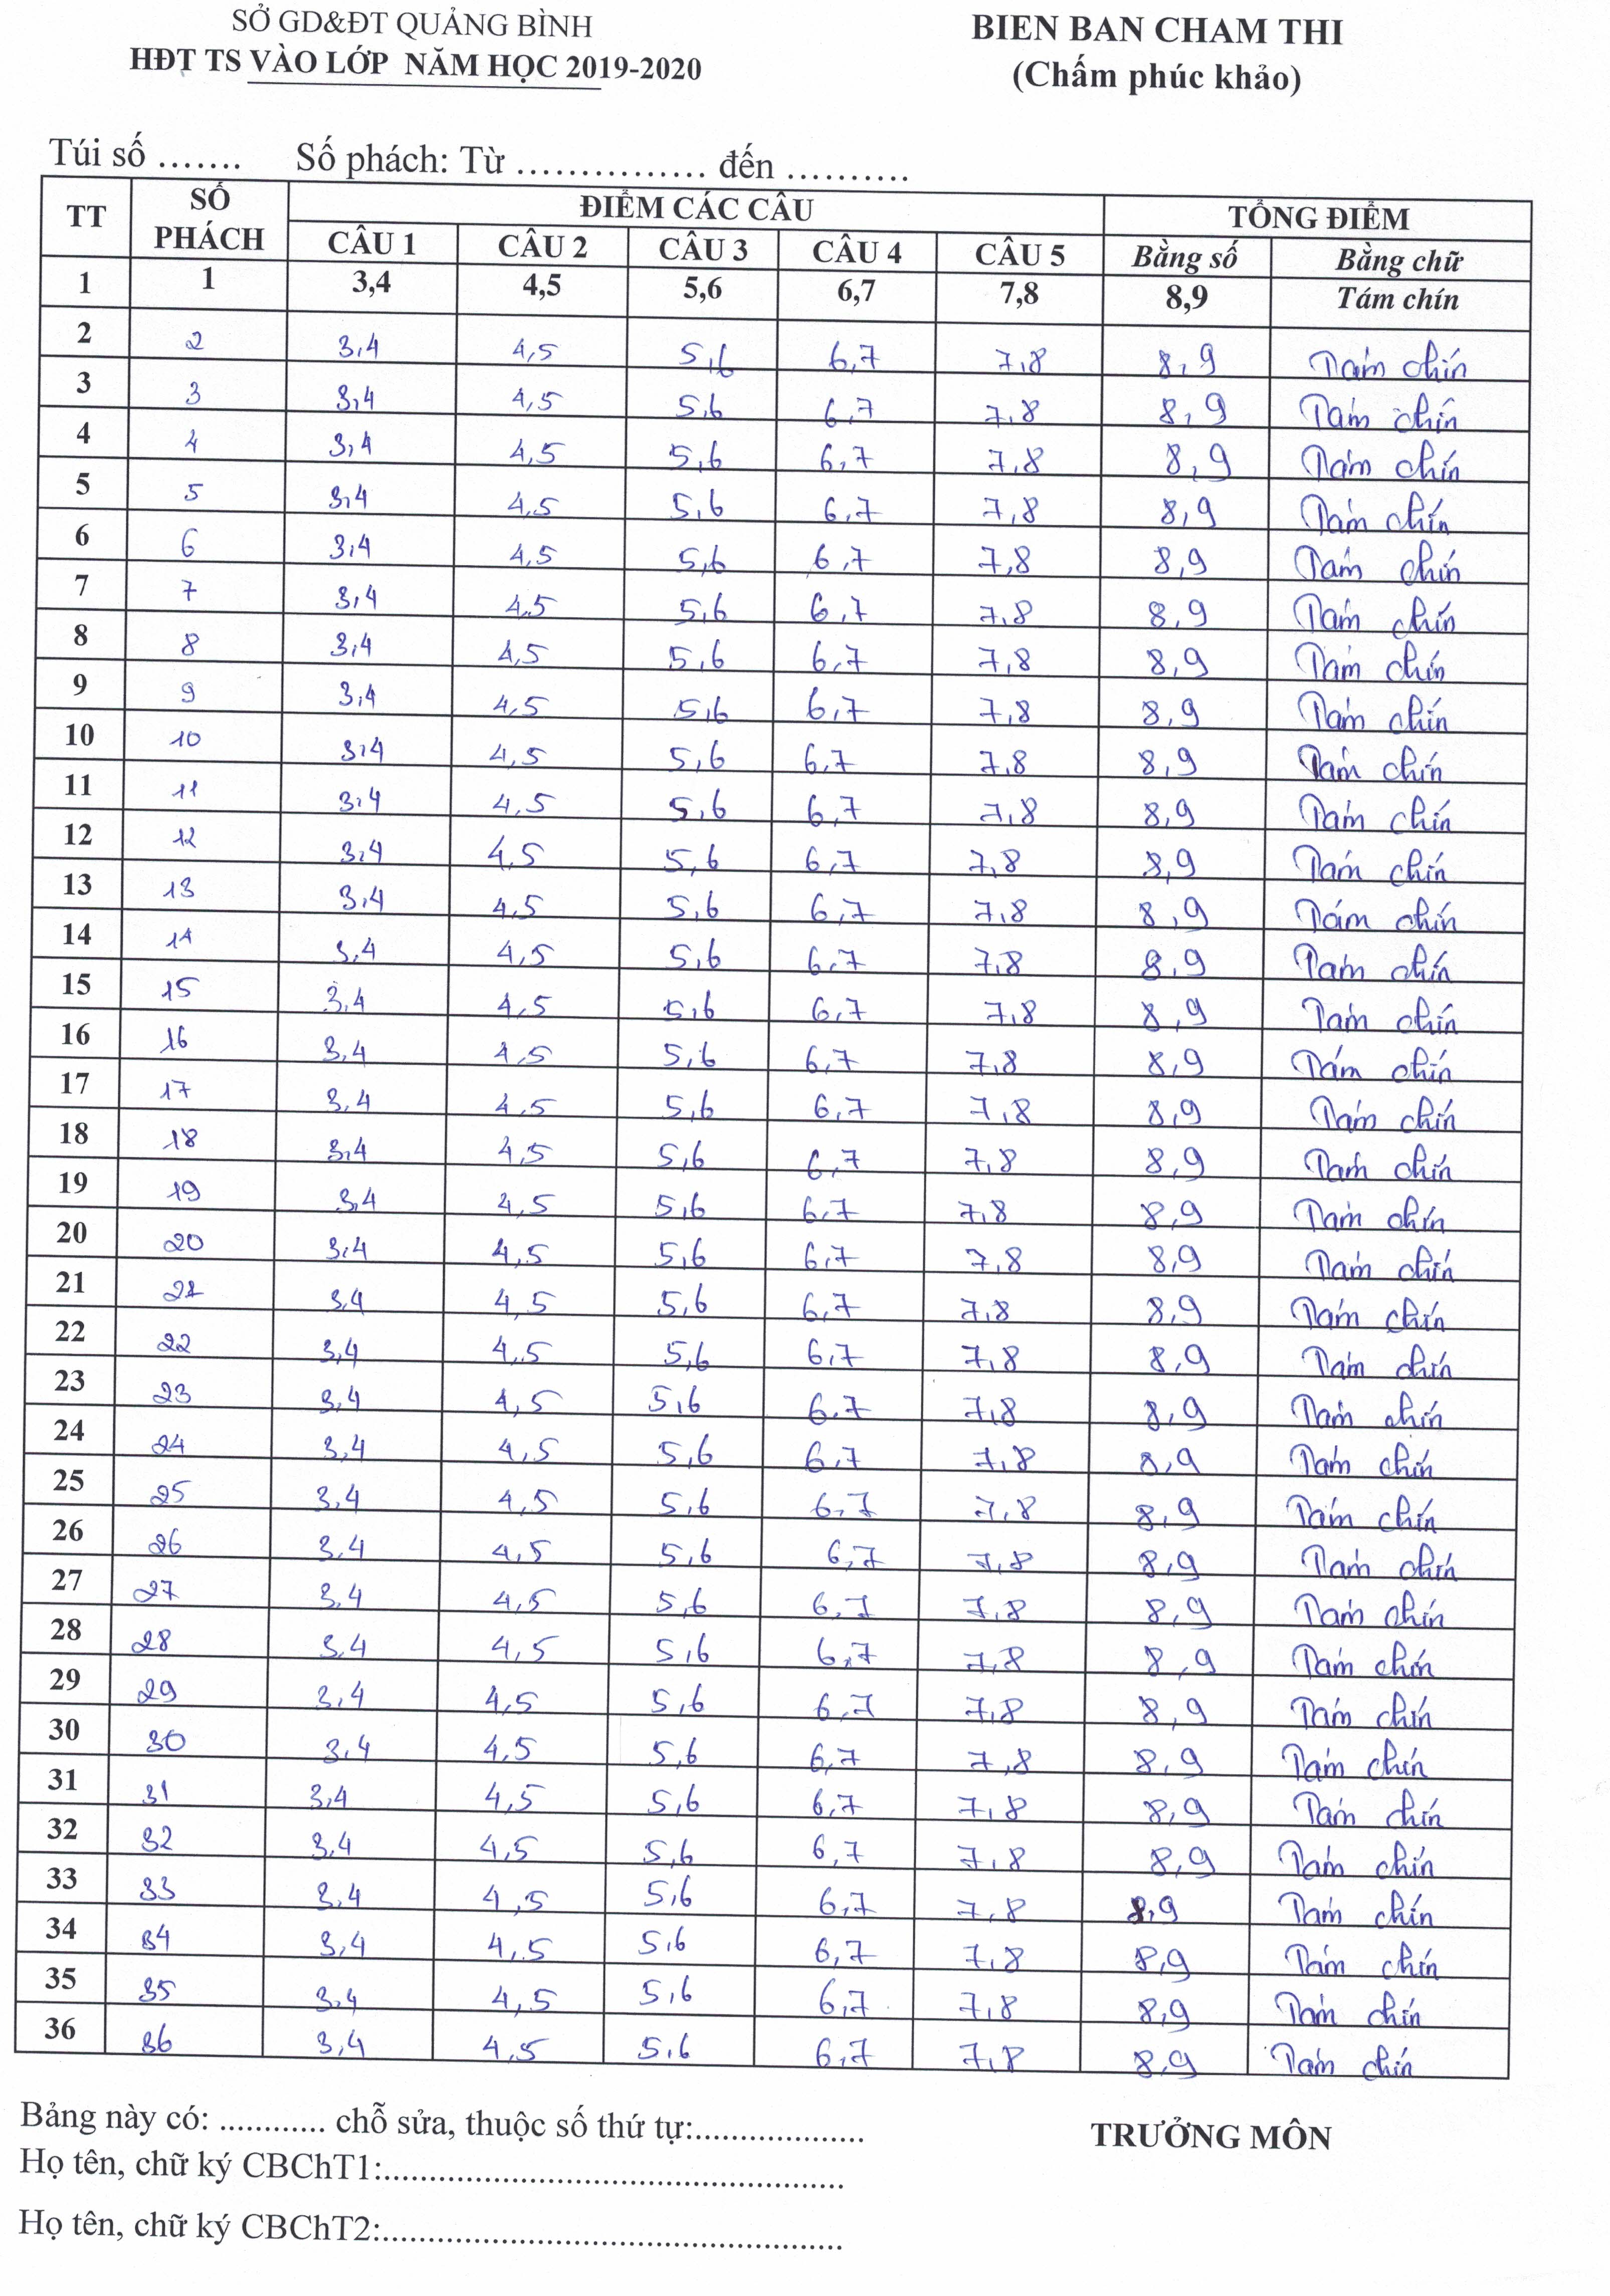 SỞ GD&ĐT QUẢNG BÌNH
HĐT TS VÀO LỚP NĂM HỌC 2019-2020
BIEN BAN CHAM THI
(Chấm phúc khảo)
Túi số ....... Số phách: Từ ............... đến ..........
TT SỐ PHÁCH ĐIỂM CÁC CÂU TỔNG ĐIỂM
CÂU 1 CÂU 2 CÂU 3 CÂU 4 CÂU 5 Bằng số Bằng chữ
1 1 3,4 4,5 5,6 6,7 7,8 8,9 Tám chín
2 2 3,4 4,5 5,6 6,7 7,8 8,9 Tám chín
3 3 3,4 4,5 5,6 6,7 7,8 8,9 Tám chín
4 4 3,4 4,5 5,6 6,7 7,8 8,9 Tám chín
5 5 3,4 4,5 5,6 6,7 7,8 8,9 Tám chín
6 6 3,4 4,5 5,6 6,7 7,8 8,9 Tám chín
7 7 3,4 4,5 5,6 6,7 7,8 8,9 Tám chín
8 8 3,4 4,5 5,6 6,7 7,8 8,9 Tám chín
9 9 3,4 4,5 5,6 6,7 7,8 8,9 Tám chín
10 10 3,4 4,5 5,6 6,7 7,8 8,9 Tám chín
11 11 3,4 4,5 5,6 6,7 7,8 8,9 Tám chín
12 12 3,4 4,5 5,6 6,7 7,8 8,9 Tám chín
13 13 3,4 4,5 5,6 6,7 7,8 8,9 Tám chín
14 14 3,4 4,5 5,6 6,7 7,8 8,9 Tám chín
15 15 3,4 4,5 5,6 6,7 7,8 8,9 Tám chín
16 16 3,4 4,5 5,6 6,7 7,8 8,9 Tám chín
17 17 3,4 4,5 5,6 6,7 7,8 8,9 Tám chín
18 18 3,4 4,5 5,6 6,7 7,8 8,9 Tám chín
19 19 3,4 4,5 5,6 6,7 7,8 8,9 Tám chín
20 20 3,4 4,5 5,6 6,7 7,8 8,9 Tám chín
21 21 3,4 4,5 5,6 6,7 7,8 8,9 Tám chín
22 22 3,4 4,5 5,6 6,7 7,8 8,9 Tám chín
23 23 3,4 4,5 5,6 6,7 7,8 8,9 Tám chín
24 24 3,4 4,5 5,6 6,7 7,8 8,9 Tám chín
25 25 3,4 4,5 5,6 6,7 7,8 8,9 Tám chín
26 26 3,4 4,5 5,6 6,7 7,8 8,9 Tám chín
27 27 3,4 4,5 5,6 6,7 7,8 8,9 Tám chín
28 28 3,4 4,5 5,6 6,7 7,8 8,9 Tám chín
29 29 3,4 4,5 5,6 6,7 7,8 8,9 Tám chín
30 30 3,4 4,5 5,6 6,7 7,8 8,9 Tám chín
31 31 3,4 4,5 5,6 6,7 7,8 8,9 Tám chín
32 32 3,4 4,5 5,6 6,7 7,8 8,9 Tám chín
33 33 3,4 4,5 5,6 6,7 7,8 8,9 Tám chín
34 34 3,4 4,5 5,6 6,7 7,8 8,9 Tám chín
35 35 3,4 4,5 5,6 6,7 7,8 8,9 Tám chín
36 36 3,4 4,5 5,6 6,7 7,8 8,9 Tám chín
Bảng này có: ............ chỗ sửa, thuộc số thứ tự:...................
TRƯỞNG MÔN
Họ tên, chữ ký CBChT1:....................................................
Họ tên, chữ ký CBChT2:....................................................